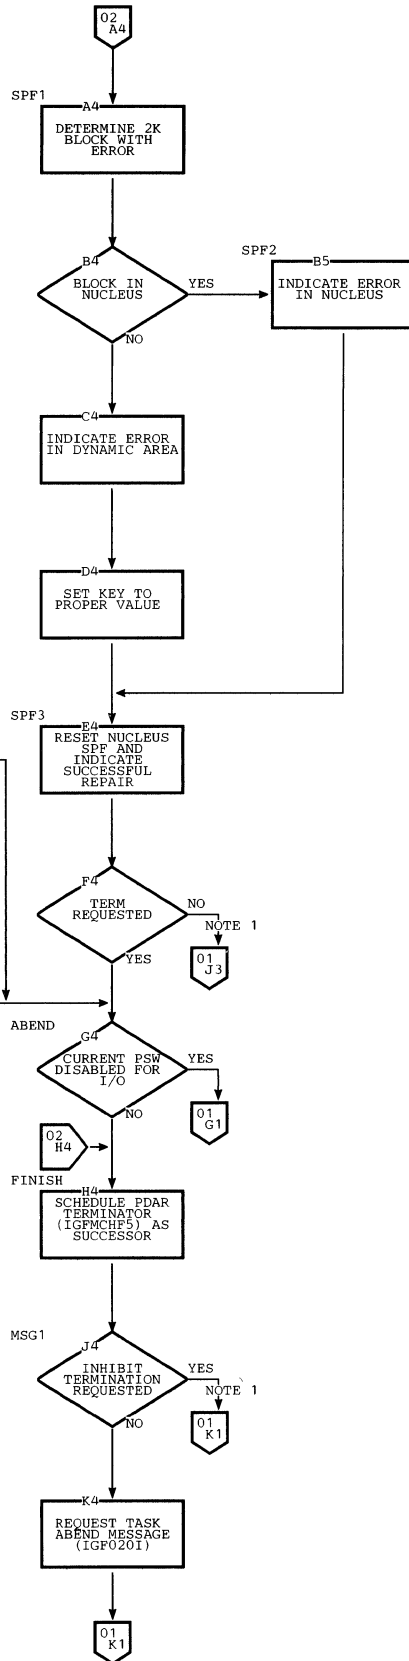 02
A4
SPF1
A4
DETERMINE 2K
BLOCK WITH
ERROR
B4
BLOCK IN
NUCLEUS
YES
NO
SPF2
B5
INDICATE ERROR
IN NUCLEUS
C4
INDICATE ERROR
IN DYNAMIC AREA
D4
SET KEY TO
PROPER VALUE
SPF3
E4
RESET NUCLEUS
SPF AND
INDICATE
SUCCESSFUL
REPAIR
F4
TERM
REQUESTED
NO
NOTE 1
01
J3
YES
ABEND
G4
CURRENT PSW
DISABLED FOR
I/O
YES
01
G1
NO
02
H4
FINISH
H4
SCHEDULE PDAR
TERMINATOR
(IGFMCHF5) AS
SUCCESSOR
MSG1
J4
INHIBIT
TERMINATION
REQUESTED
YES
NOTE 1
01
K1
NO
K4
REQUEST TASK
ABEND MESSAGE
(IGF020I)
01
K1